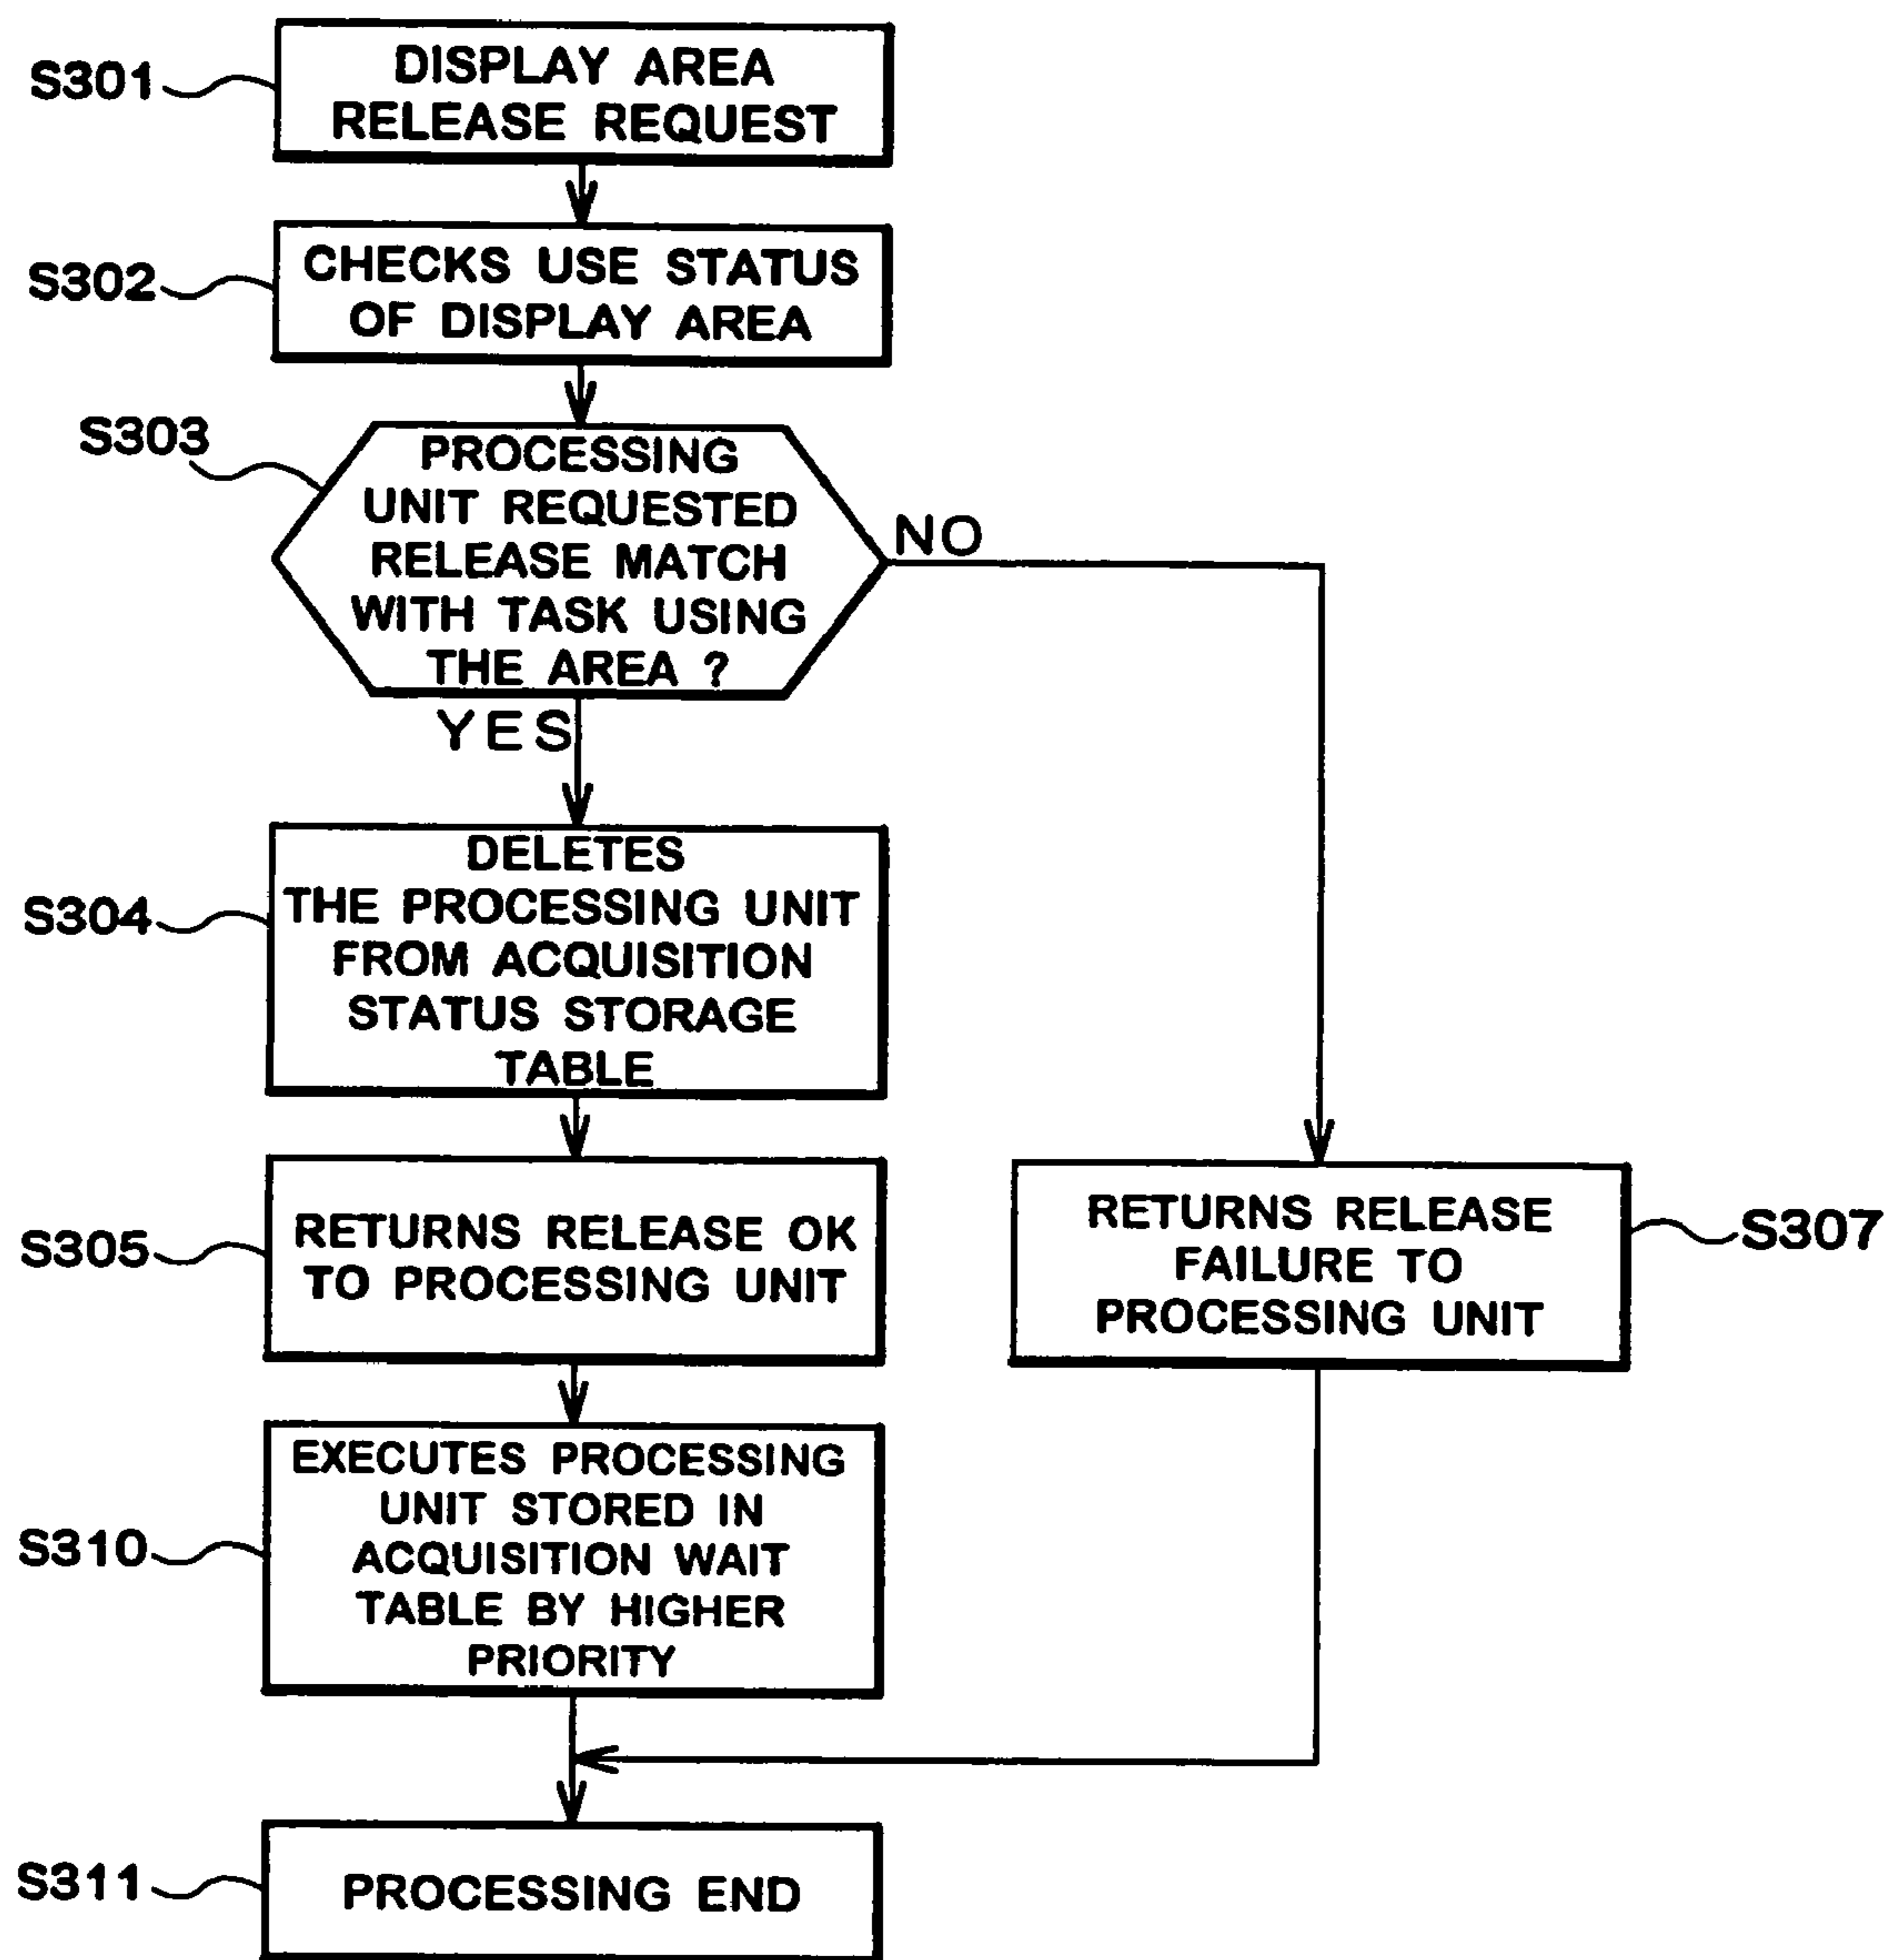 S301
DISPLAY AREA
RELEASE REQUEST
S302
CHECKS USE STATUS
OF DISPLAY AREA
S303
PROCESSING
UNIT REQUESTED
RELEASE MATCH
WITH TASK USING
THE AREA ?
NO
YES
S304
DELETES
THE PROCESSING UNIT
FROM ACQUISITION
STATUS STORAGE
TABLE
S305
RETURNS RELEASE OK
TO PROCESSING UNIT
RETURNS RELEASE
FAILURE TO
PROCESSING UNIT
S307
S310
EXECUTES PROCESSING
UNIT STORED IN
ACQUISITION WAIT
TABLE BY HIGHER
PRIORITY
S311
PROCESSING END